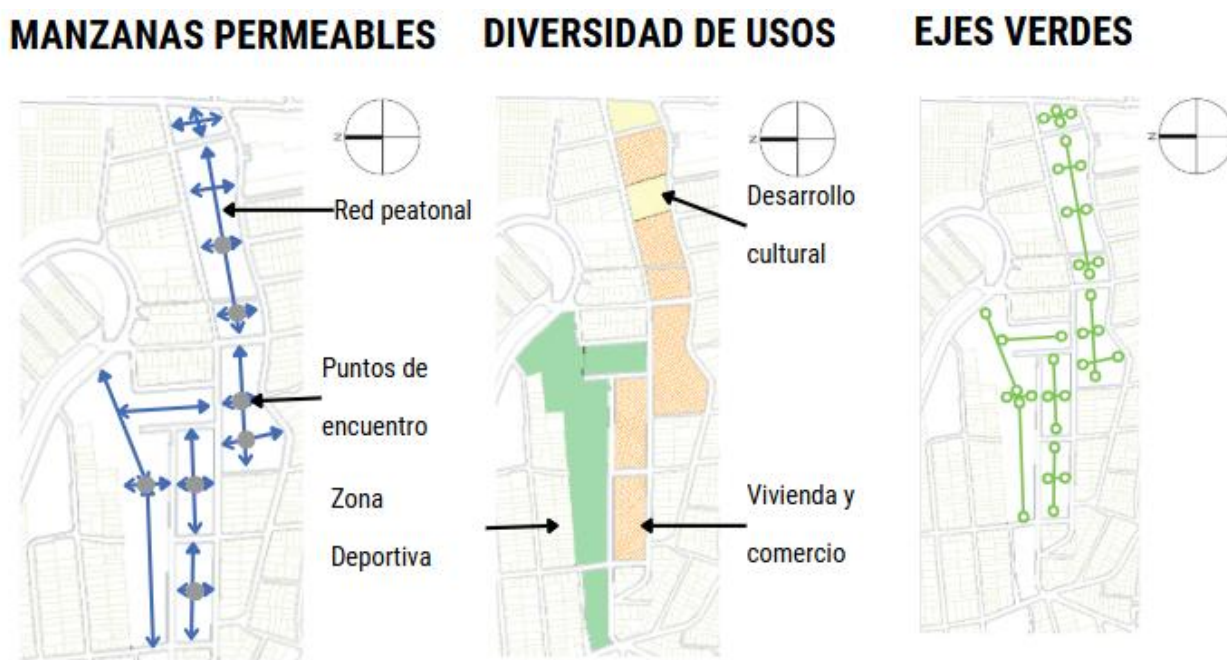 MANZANAS PERMEABLES
DIVERSIDAD DE USOS
EJES VERDES
N
N
N
Red peatonal
Puntos de
encuentro
Zona
Deportiva
Desarrollo
cultural
Vivienda y
comercio